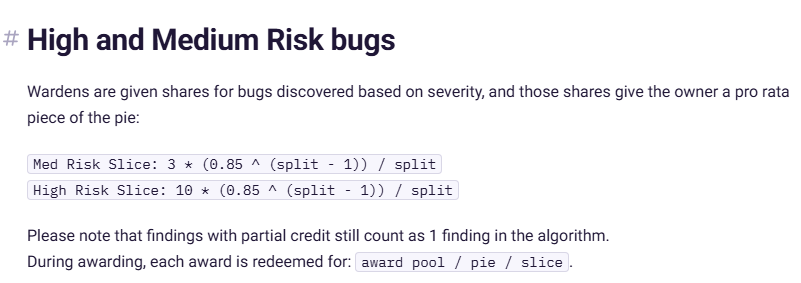 # High and Medium Risk bugs
Wardens are given shares for bugs discovered based on severity, and those shares give the owner a pro rata
piece of the pie:
Med Risk Slice: 3 * (0.85 ^ (split - 1)) / split
High Risk Slice: 10 * (0.85 ^ (split - 1)) / split
Please note that findings with partial credit still count as 1 finding in the algorithm.
During awarding, each award is redeemed for: award pool / pie / slice.